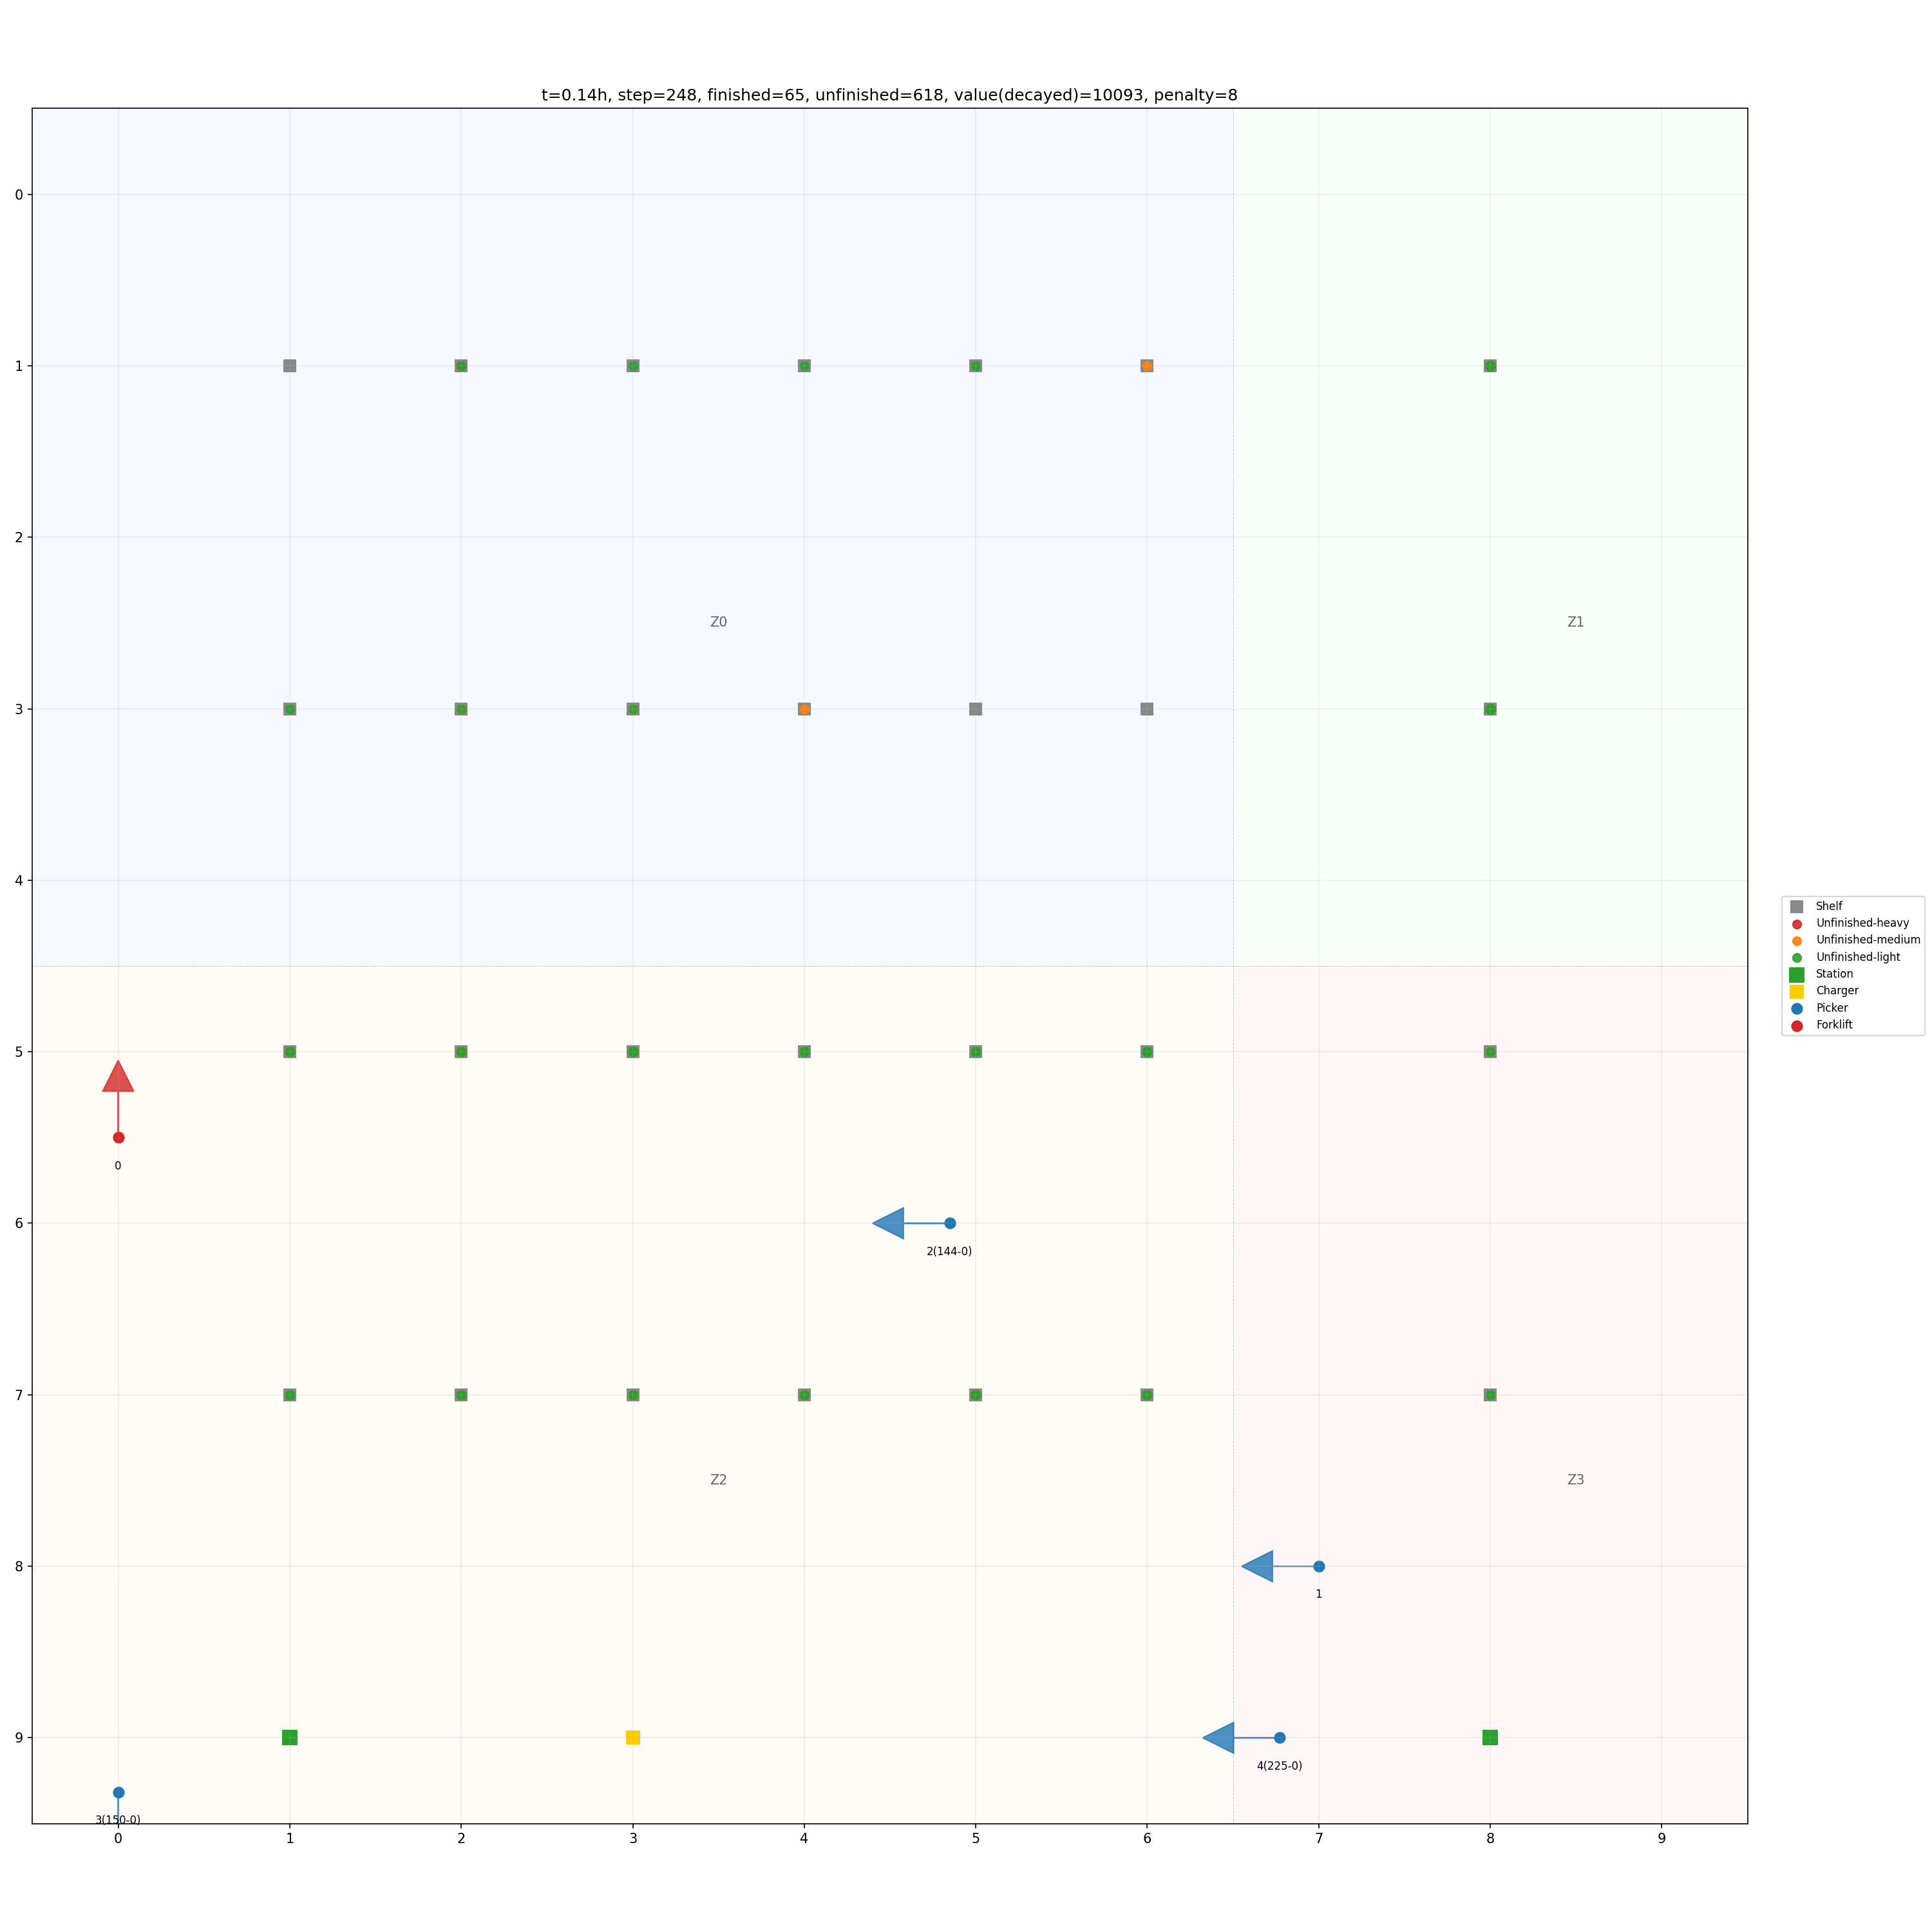 t=0.14h, step=248, finished=65, unfinished=618, value(decayed)=10093, penalty=8
0
1
2
Z0
Z1
3
4
Shelf
Unfinished-heavy
Unfinished-medium
Unfinished-light
Station
Charger
Picker
Forklift
5
0
6
2(144-0)
7
Z2
Z3
8
1
9
4(225-0)
3(150-0)
0 1 2 3 4 5 6 7 8 9